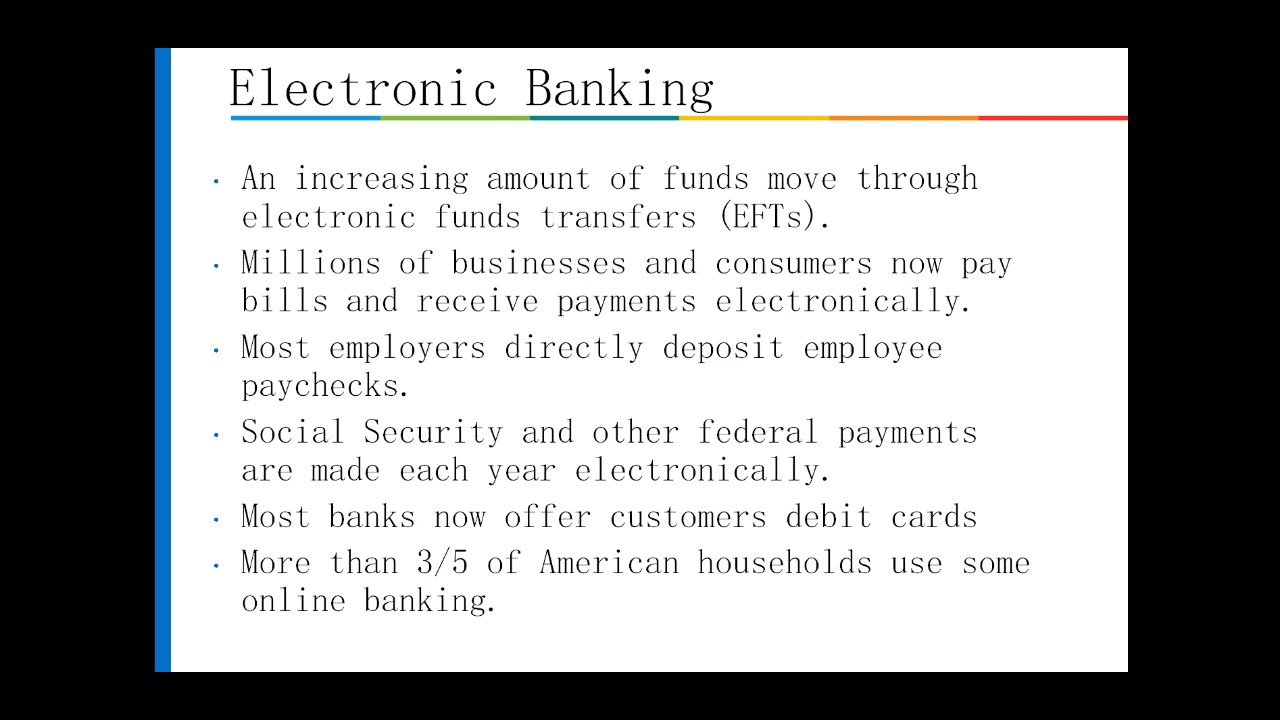 Electronic Banking
· An increasing amount of funds move through
electronic funds transfers (EFTs).
· Millions of businesses and consumers now pay
bills and receive payments electronically.
· Most employers directly deposit employee
paychecks.
· Social Security and other federal payments
are made each year electronically.
· Most banks now offer customers debit cards
· More than 3/5 of American households use some
online banking.